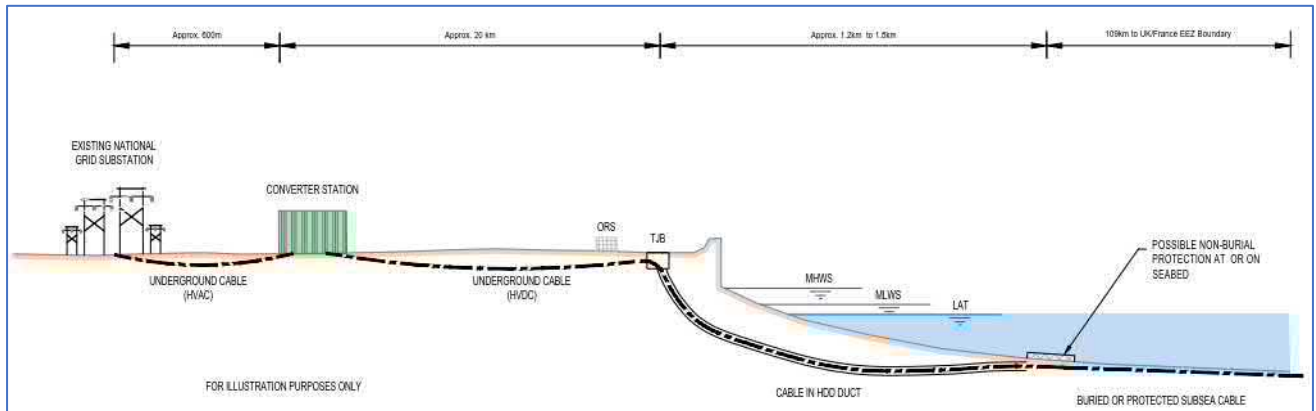 Approx. 600m
Approx. 20 km
Approx. 1.2km to 1.6km
109km to UK/France EEZ Boundary
EXISTING NATIONAL
GRID SUBSTATION
CONVERTER STATION
ORS
TJB
POSSIBLE NON-BURIAL
PROTECTION AT OR ON
SEABED
MHWS
MLWS
LAT
UNDERGROUND CABLE
(HVAC)
UNDERGROUND CABLE
(HVDC)
FOR ILLUSTRATION PURPOSES ONLY
CABLE IN HDD DUCT
BURIED OR PROTECTED SUBSEA CABLE